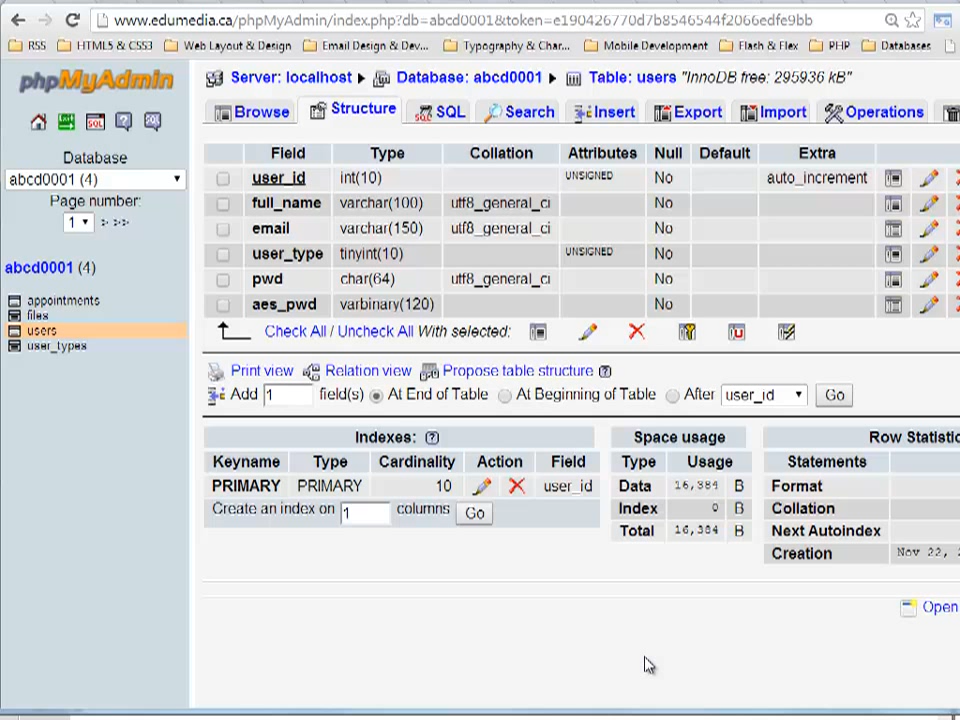 www.edumedia.ca/phpMyAdmin/index.php?db=abcd0001&token=e190426770d7b8546544f2066edfe9bb
RSS HTML5 & CSS3 Web Layout & Design Email Design & Dev... Typography & Char... Mobile Development Flash & Flex PHP Databases
phpMyAdmin
Server: localhost Database: abcd0001 Table: users "InnoDB free: 295936 kB"
Browse Structure SQL Search Insert Export Import Operations
Database
abcd0001 (4)
Page number:
1 > >>
abcd0001 (4)
appointments
files
users
user_types
Field Type Collation Attributes Null Default Extra
user_id int(10) UNSIGNED No auto_increment
full_name varchar(100) utf8_general_ci No
email varchar(150) utf8_general_ci No
user_type tinyint(10) UNSIGNED No
pwd char(64) utf8_general_ci No
aes_pwd varbinary(120) No
Check All / Uncheck All With selected:
Print view Relation view Propose table structure
Add 1 field(s) At End of Table At Beginning of Table After user_id Go
Indexes:
Keyname Type Cardinality Action Field
PRIMARY PRIMARY 10 user_id
Create an index on 1 columns Go
Space usage
Type Usage
Data 16,384 B
Index 0 B
Total 16,384 B
Row Statistic
Statements
Format
Collation
Next Autoindex
Creation Nov 22,
Open